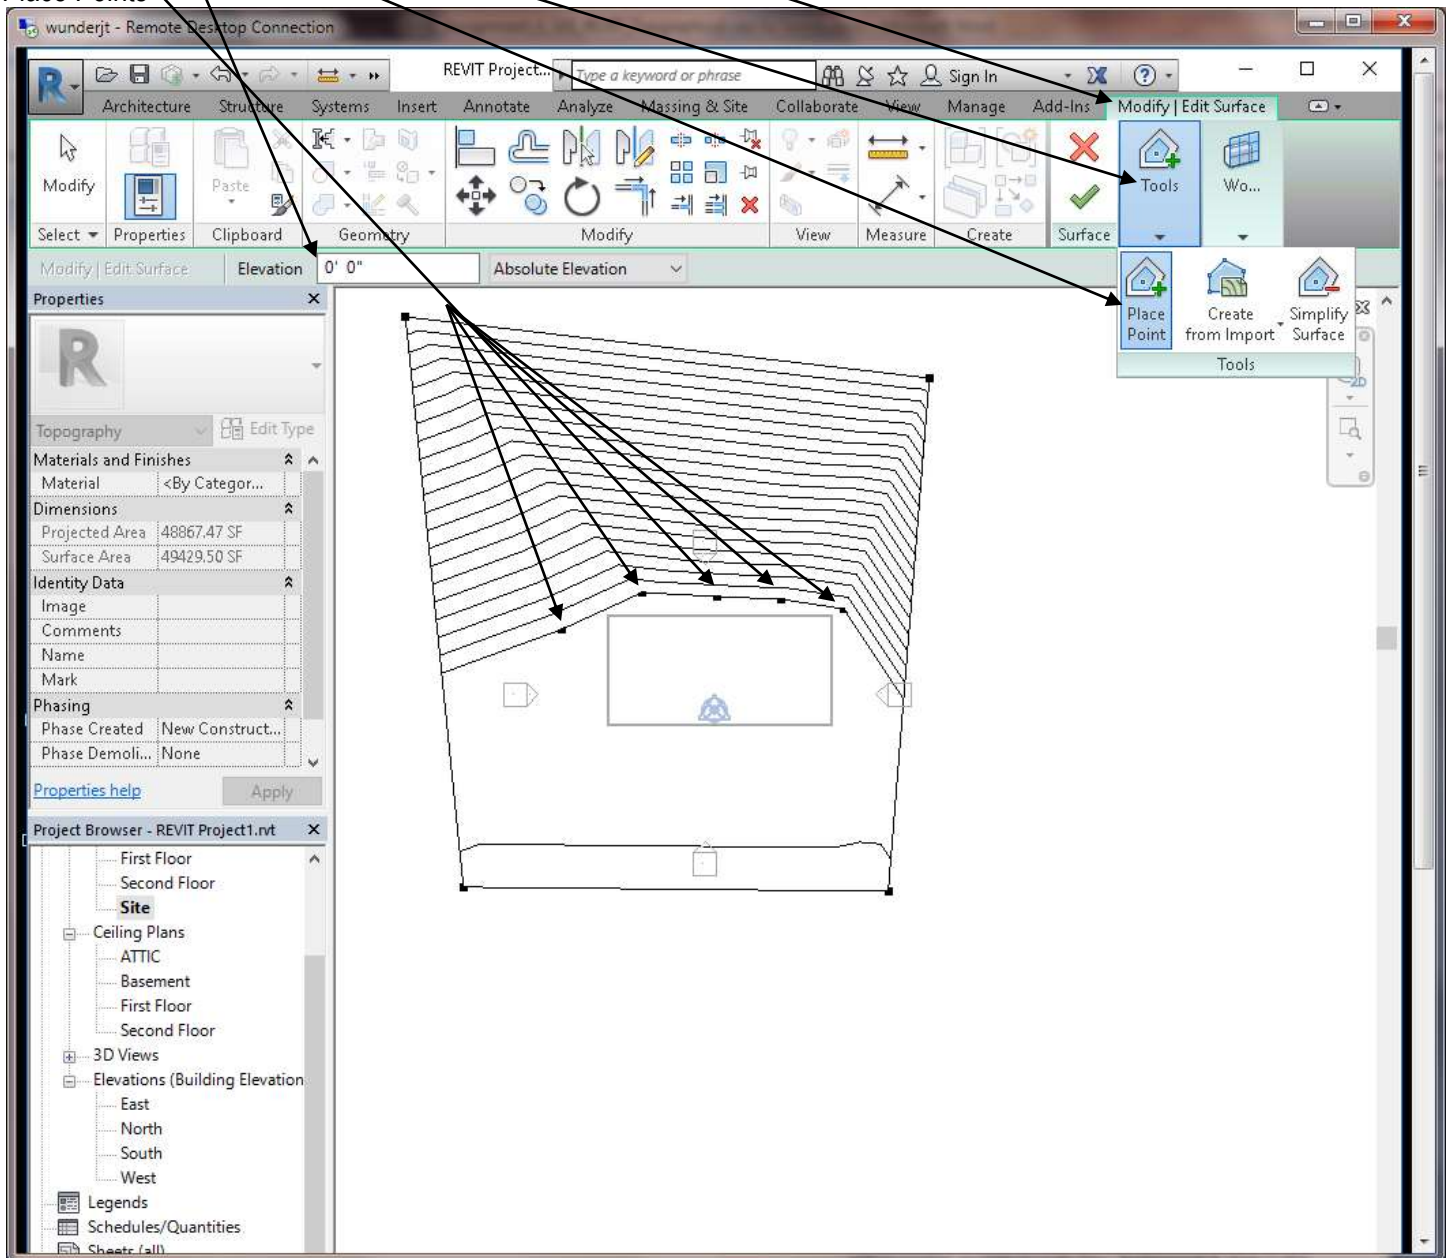 Place Points
wunderjt - Remote Desktop Connection
REVIT Project... Type a keyword or phrase Sign In
Architecture Structure Systems Insert Annotate Analyze Massing & Site Collaborate View Manage Add-Ins Modify | Edit Surface
Modify Paste Tools Wo...
Select Properties Clipboard Geometry Modify View Measure Create Surface
Modify | Edit Surface Elevation 0' 0" Absolute Elevation
Place Point Create from Import Simplify Surface
Tools
2D
Properties
R
Topography Edit Type
Materials and Finishes
Material <By Categor...
Dimensions
Projected Area 48867.47 SF
Surface Area 49429.50 SF
Identity Data
Image
Comments
Name
Mark
Phasing
Phase Created New Construct...
Phase Demoli... None
Properties help Apply
Project Browser - REVIT Project1.rvt
First Floor
Second Floor
Site
Ceiling Plans
ATTIC
Basement
First Floor
Second Floor
3D Views
Elevations (Building Elevation
East
North
South
West
Legends
Schedules/Quantities
Sheets (all)